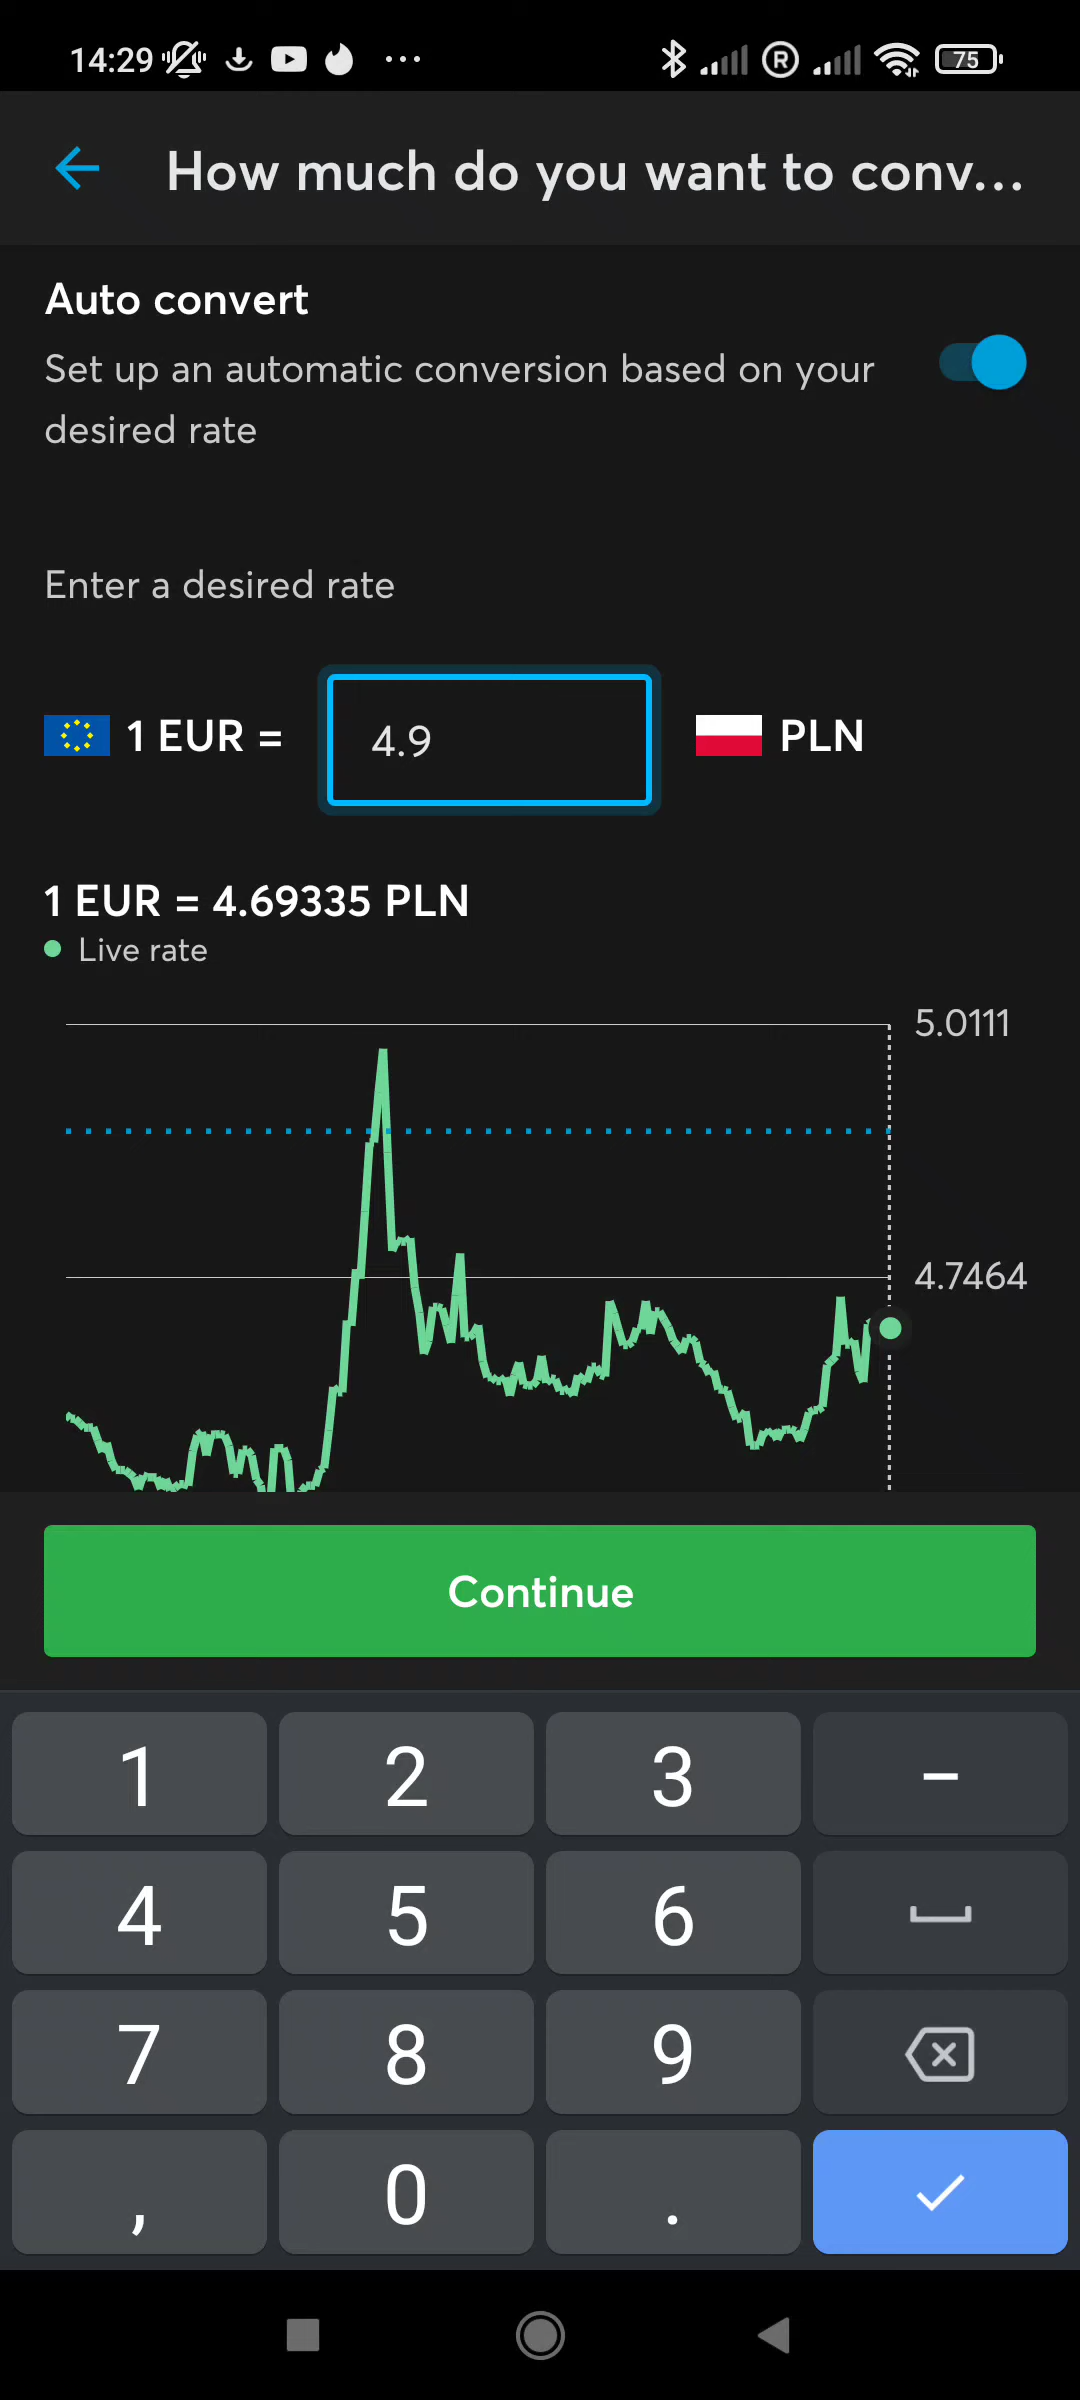 14:29
R
75
How much do you want to conv...
Auto convert
Set up an automatic conversion based on your
desired rate
Enter a desired rate
1 EUR =
4.9
PLN
1 EUR = 4.69335 PLN
Live rate
5.0111
4.7464
Continue
1 2 3 –
4 5 6
7 8 9
, 0 .